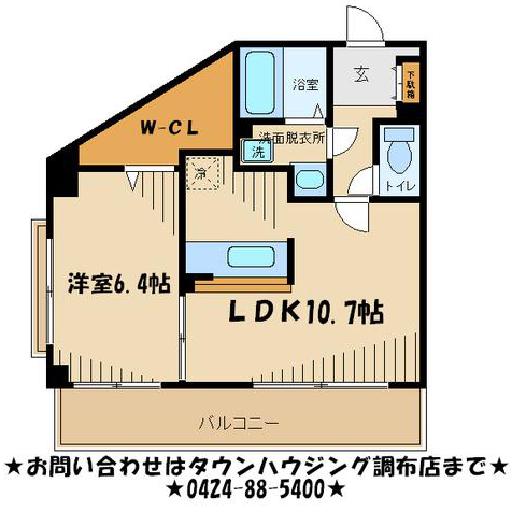 浴室
玄
下駄箱
W-CL
洗面脱衣所
洗
冷
トイレ
洋室6.4帖
LDK10.7帖
バルコニー
★お問い合わせはタウンハウジング調布店まで★
★0424-88-5400★